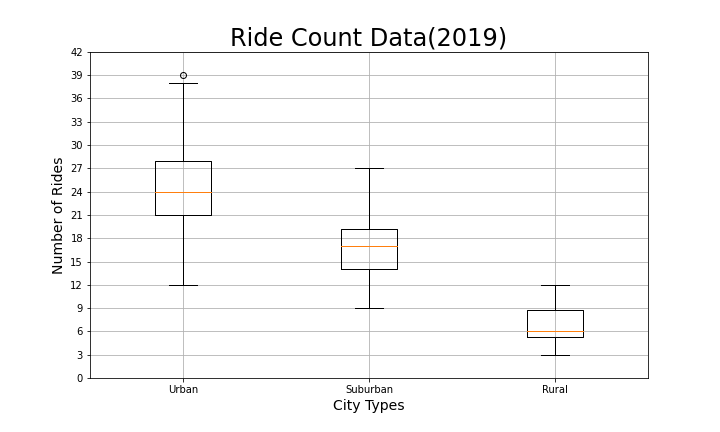 Ride Count Data(2019)
42
39
36
33
30
27
24
21
18
15
12
9
6
3
0
Number of Rides
Urban
Suburban
Rural
City Types